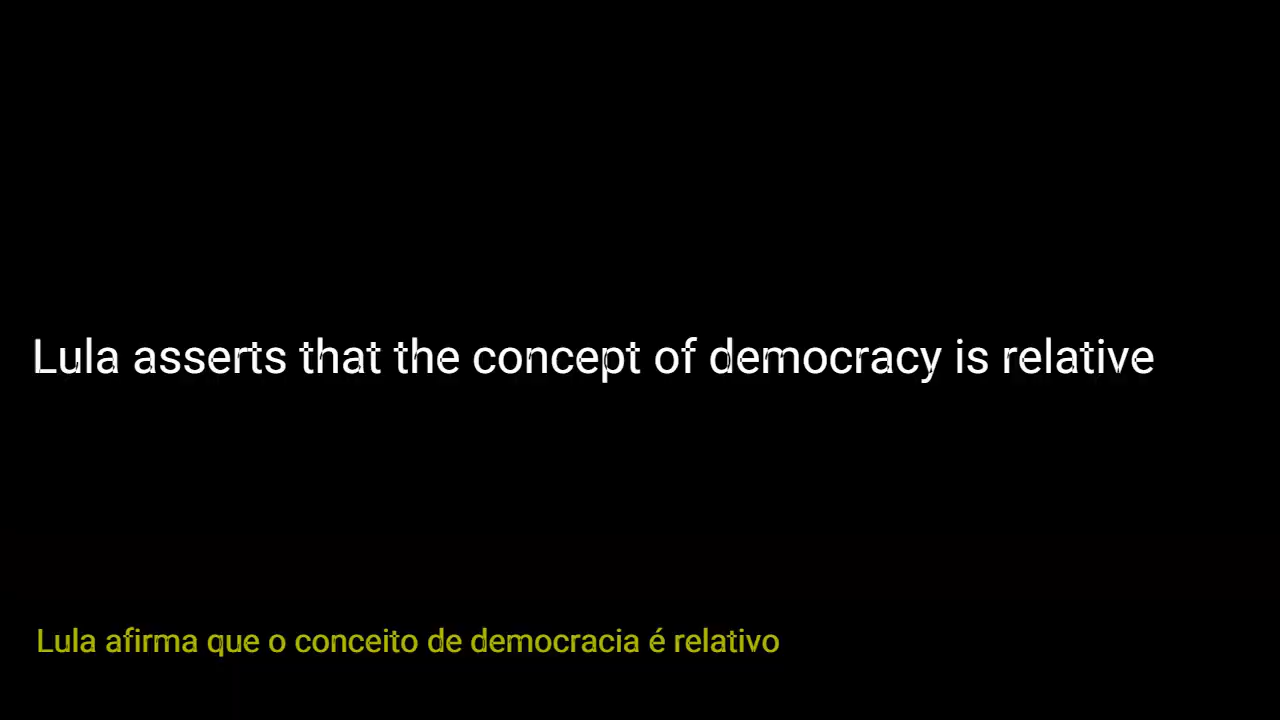 Lula asserts that the concept of democracy is relative
Lula afirma que o conceito de democracia é relativo